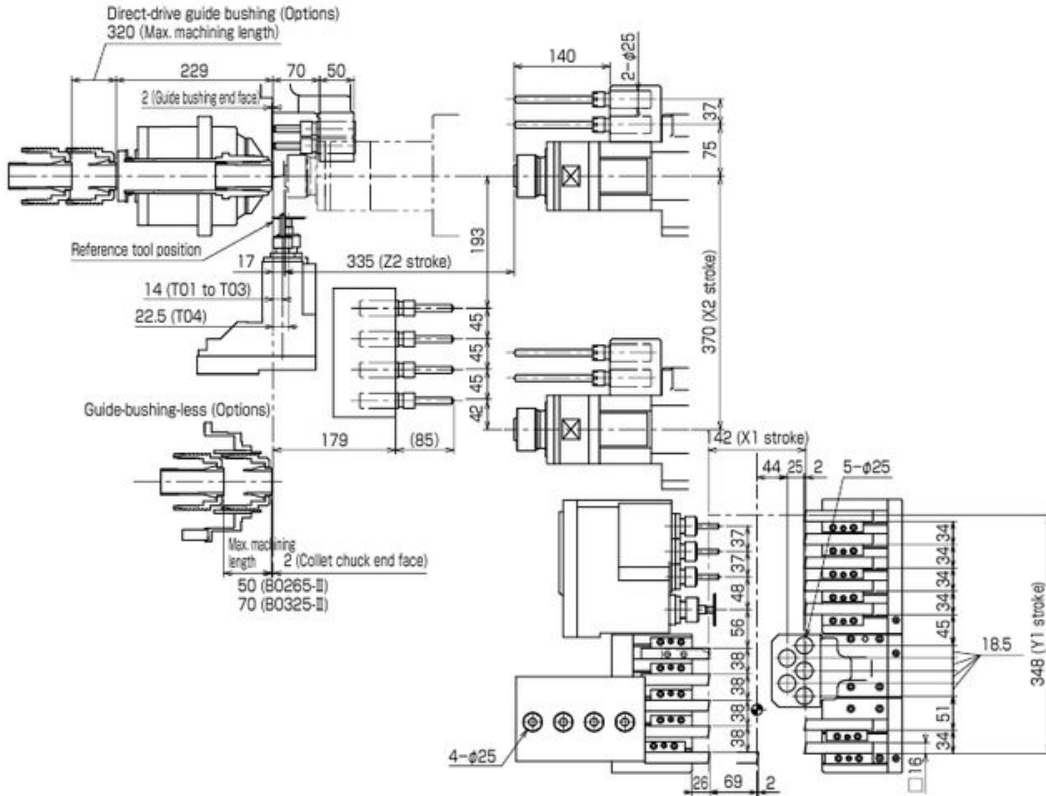 Direct-drive guide bushing (Options)
320 (Max. machining length)
229
70
50
2 (Guide bushing end face)
140
2-φ25
37
75
Reference tool position
17
335 (Z2 stroke)
193
370 (X2 stroke)
14 (T01 to T03)
22.5 (T04)
45
45
45
42
Guide-bushing-less (Options)
179
(85)
142 (X1 stroke)
44
25
2
5-φ25
Max. machining
length
2 (Collet chuck end face)
50 (BO265-Ⅱ)
70 (BO325-Ⅱ)
37
37
48
56
38
38
38
38
34
34
34
34
45
18.5
51
34
348 (Y1 stroke)
□16
4-φ25
26
69
2